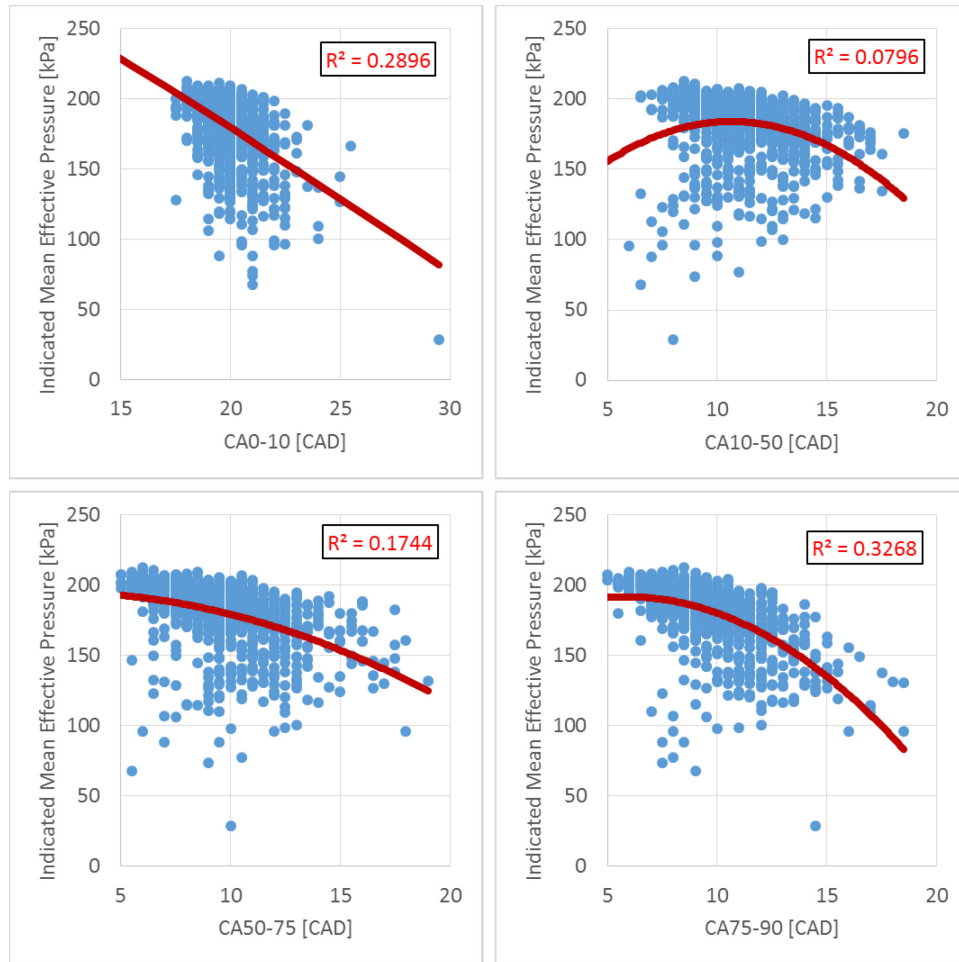 Indicated Mean Effective Pressure [kPa]
250
200
150
100
50
0
R² = 0.2896
15 20 25 30
CA0-10 [CAD]
Indicated Mean Effective Pressure [kPa]
250
200
150
100
50
0
R² = 0.0796
5 10 15 20
CA10-50 [CAD]
Indicated Mean Effective Pressure [kPa]
250
200
150
100
50
0
R² = 0.1744
5 10 15 20
CA50-75 [CAD]
Indicated Mean Effective Pressure [kPa]
250
200
150
100
50
0
R² = 0.3268
5 10 15 20
CA75-90 [CAD]